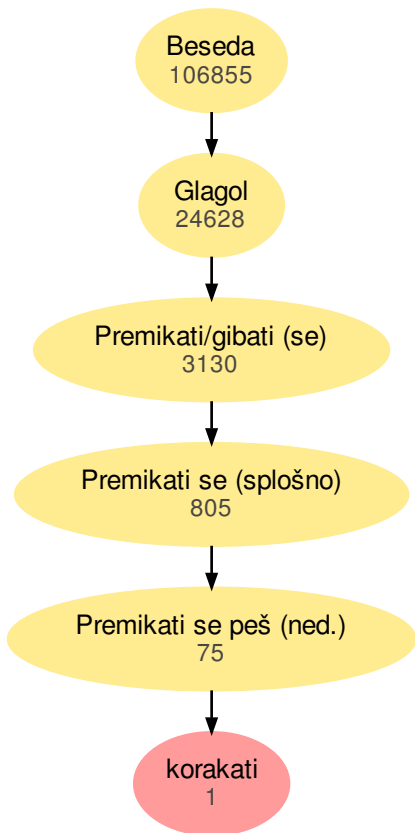 Beseda
106855
Glagol
24628
Premikati/gibati (se)
3130
Premikati se (splošno)
805
Premikati se peš (ned.)
75
korakati
1